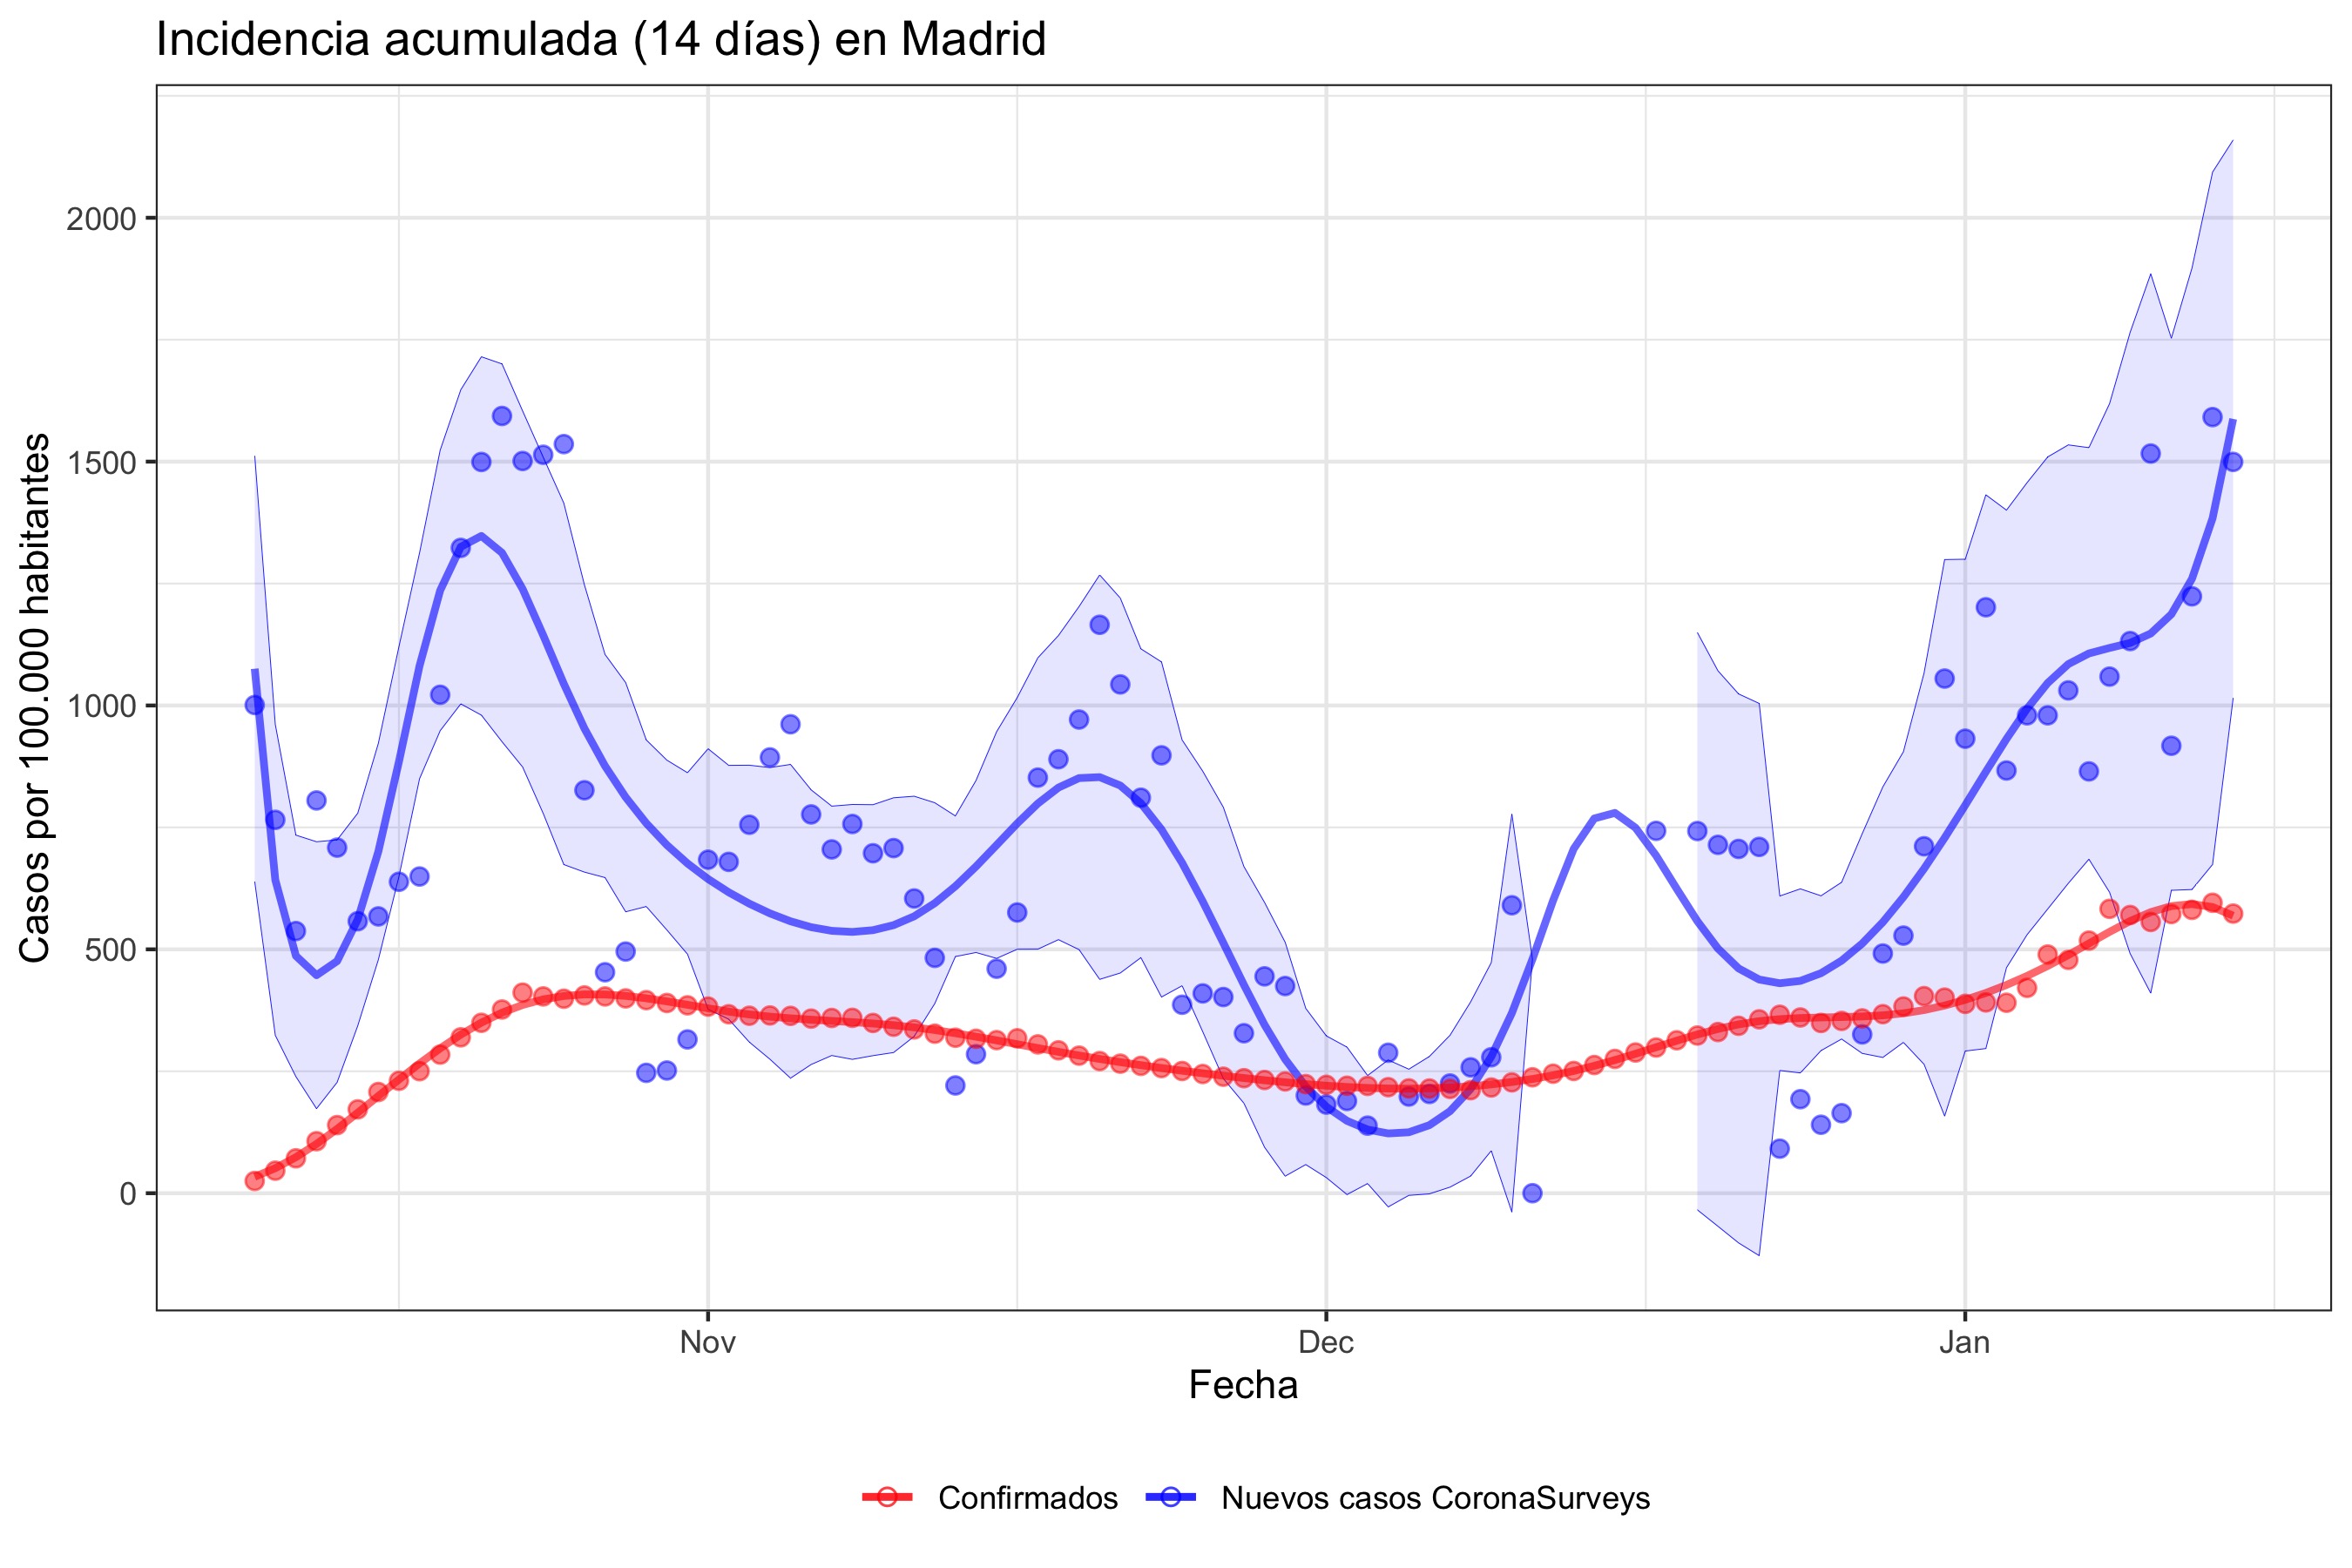 Incidencia acumulada (14 días) en Madrid
Casos por 100.000 habitantes
2000
1500
1000
500
0
Nov Dec Jan
Fecha
Confirmados Nuevos casos CoronaSurveys